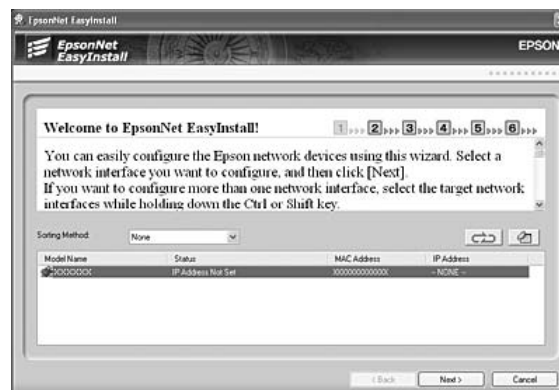 EpsonNet EasyInstall
EpsonNet
EasyInstall
EPSON
Welcome to EpsonNet EasyInstall!
1 2 3 4 5 6
You can easily configure the Epson network devices using this wizard. Select a
network interface you want to configure, and then click [Next].
If you want to configure more than one network interface, select the target network
interfaces while holding down the Ctrl or Shift key.
Sorting Method: None
Model Name Status MAC Address IP Address
XXXXXXX IP Address Not Set XXXXXXXXXXXX -- NONE --
< Back Next > Cancel